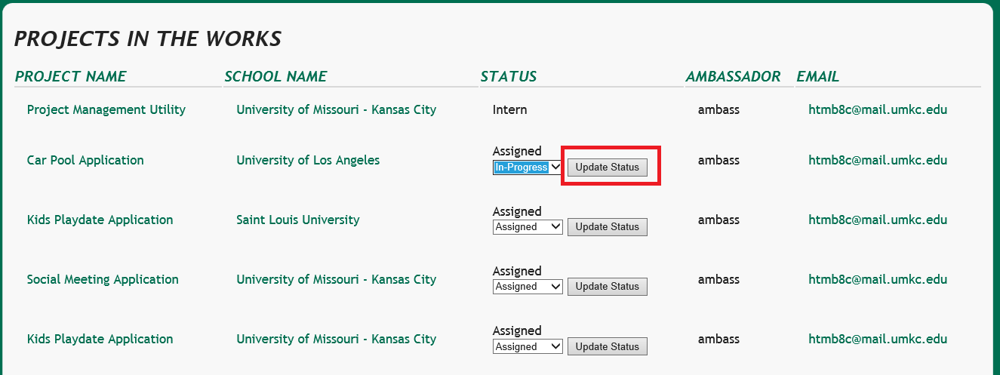 PROJECTS IN THE WORKS
PROJECT NAME SCHOOL NAME STATUS AMBASSADOR EMAIL
Project Management Utility University of Missouri - Kansas City Intern ambass htmb8c@mail.umkc.edu
Assigned
Car Pool Application University of Los Angeles In-Progress Update Status ambass htmb8c@mail.umkc.edu
Assigned
Kids Playdate Application Saint Louis University Assigned Update Status ambass htmb8c@mail.umkc.edu
Assigned
Social Meeting Application University of Missouri - Kansas City Assigned Update Status ambass htmb8c@mail.umkc.edu
Assigned
Kids Playdate Application University of Missouri - Kansas City Assigned Update Status ambass htmb8c@mail.umkc.edu